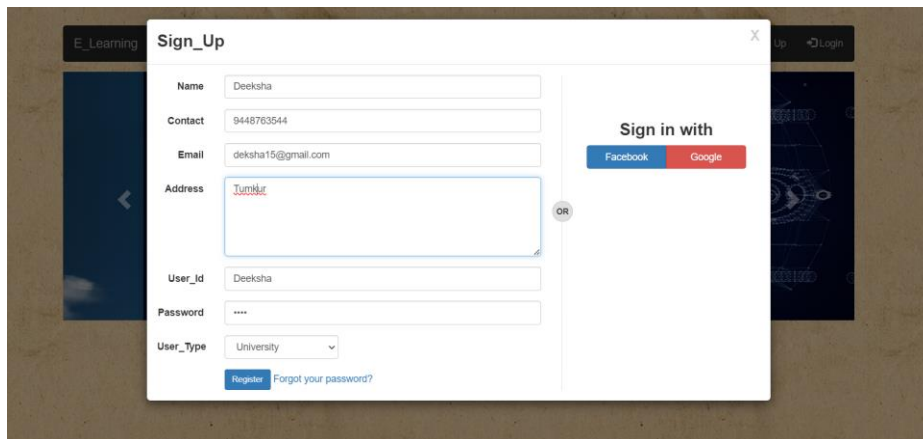 E_Learning
Sign_Up
X
Up
Login
Name
Deeksha
Contact
9448763544
Email
deksha15@gmail.com
Address
Tumkur
User_Id
Deeksha
Password
••••
User_Type
University
Register Forgot your password?
OR
Sign in with
Facebook Google